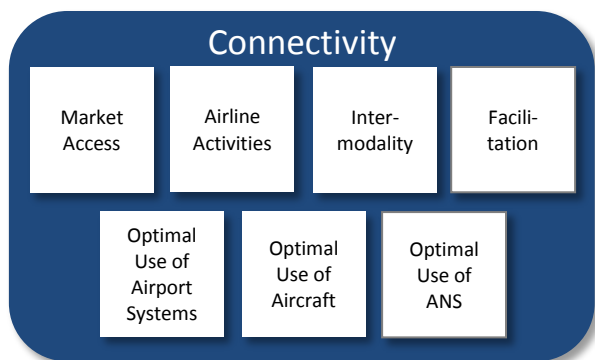 Connectivity
Market
Access
Airline
Activities
Inter-
modality
Facili-
tation
Optimal
Use of
Airport
Systems
Optimal
Use of
Aircraft
Optimal
Use of
ANS